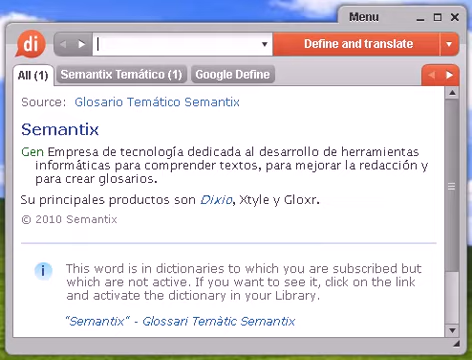 Menu
di
Define and translate
All (1)
Semantix Temático (1)
Google Define
Source: Glosario Temático Semantix
Semantix
Gen Empresa de tecnología dedicada al desarrollo de herramientas
informáticas para comprender textos, para mejorar la redacción y
para crear glosarios.
Su principales productos son Dixio, Xtyle y Gloxr.
© 2010 Semantix
i
This word is in dictionaries to which you are subscribed but
which are not active. If you want to see it, click on the link
and activate the dictionary in your Library.
"Semantix" - Glossari Temàtic Semantix